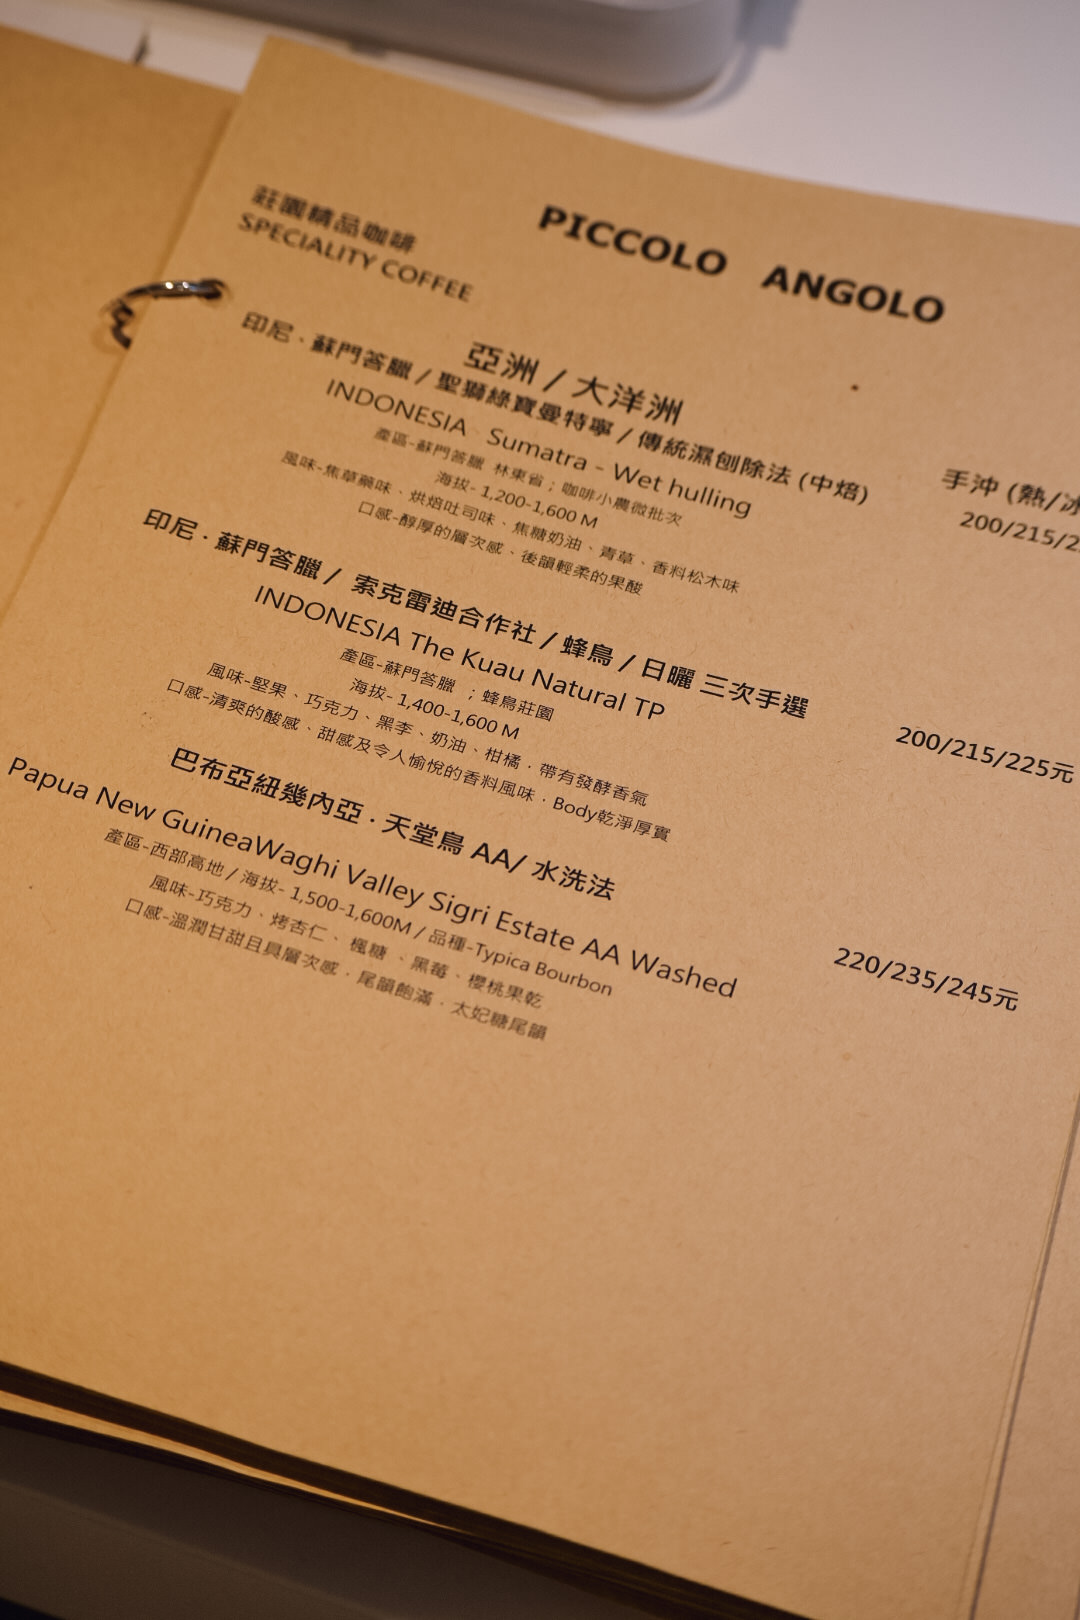 莊園精品咖啡
SPECIALITY COFFEE
PICCOLO ANGOLO
亞洲 / 大洋洲
印尼．蘇門答臘 / 聖獅綠寶曼特寧 / 傳統濕刨除法 (中焙)
手沖 (熱/冰
INDONESIA Sumatra - Wet hulling
200/215/2
產區-蘇門答臘 林東省；咖啡小農微批次
海拔- 1,200-1,600 M
風味-焦草藥味、烘焙吐司味、焦糖奶油、青草、香料松木味
口感-醇厚的層次感、後韻輕柔的果酸
印尼．蘇門答臘 / 索克雷迪合作社 / 蜂鳥 / 日曬 三次手選
INDONESIA The Kuau Natural TP
200/215/225元
產區-蘇門答臘 ；蜂鳥莊園
海拔- 1,400-1,600 M
風味-堅果、巧克力、黑李、奶油、柑橘．帶有發酵香氣
口感-清爽的酸感、甜感及令人愉悅的香料風味．Body乾淨厚實
巴布亞紐幾內亞．天堂鳥 AA/ 水洗法
Papua New GuineaWaghi Valley Sigri Estate AA Washed
220/235/245元
產區-西部高地 / 海拔- 1,500-1,600M / 品種-Typica Bourbon
風味-巧克力、烤杏仁、楓糖、黑莓、櫻桃果乾
口感-溫潤甘甜且具層次感．尾韻飽滿．太妃糖尾韻